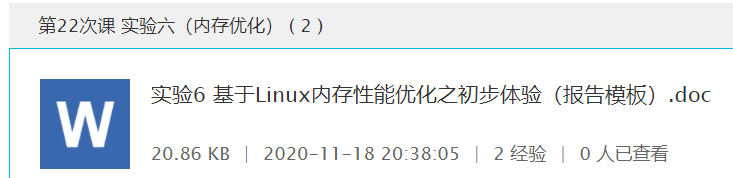 第22次课 实验六（内存优化）（2）
W
实验6 基于Linux内存性能优化之初步体验（报告模板）.doc
20.86 KB | 2020-11-18 20:38:05 | 2 经验 | 0 人已查看